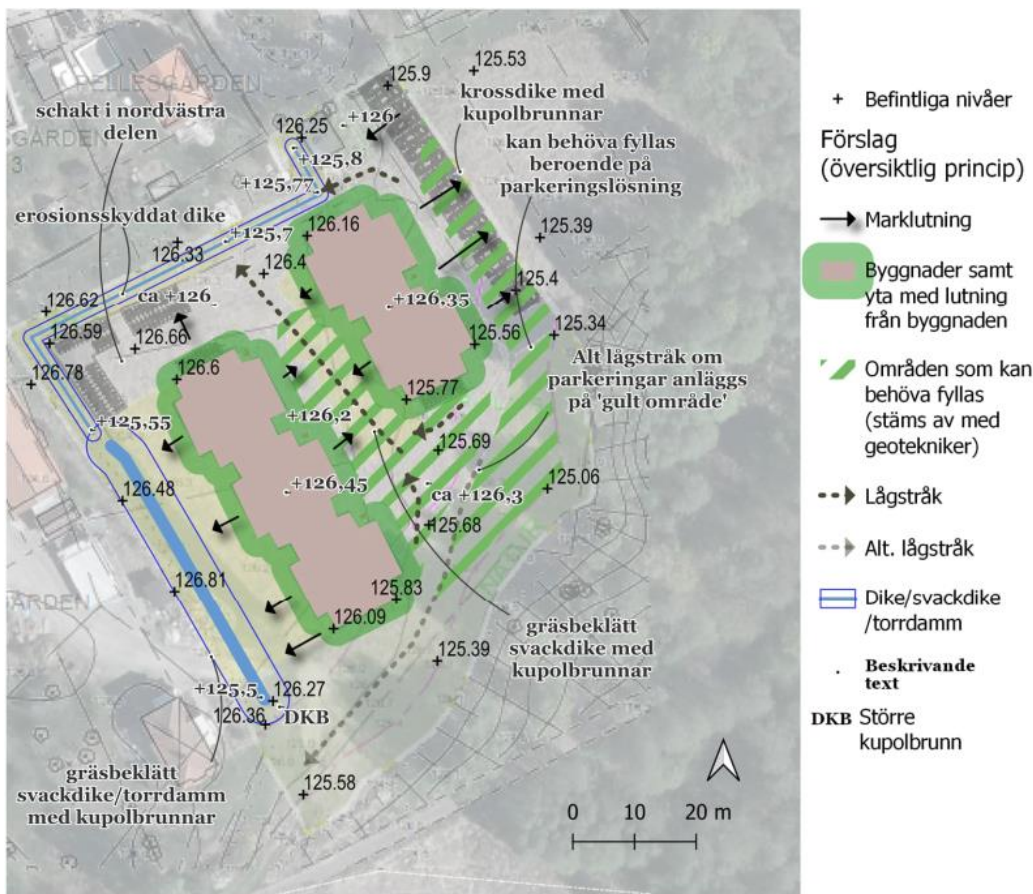 PELLESGÅRDEN
GÅRDEN
3
125.9
125.53
krossdike med
kupolbrunnar
schakt i nordvästra
delen
+126
126.25
+125,8
kan behöva fyllas
beroende på
parkeringslösning
+125,77
erosionsskyddat dike
126.16
+125,7
126.33
125.39
126.4
ca +126
125.4
+126,35
126.62
125.34
126.59
126.66
125.56
Alt lågstråk om
parkeringar anläggs
på 'gult område'
126.78
126.6
125.77
+126,2
+125,55
125.69
+126,45
ca +126,3
125.06
126.48
125.68
126.81
125.83
GÅRDEN
126.09
gräsbeklätt
svackdike med
kupolbrunnar
125.39
+125,5
126.27
DKB
126.36
gräsbeklätt
svackdike/torrdamm
med kupolbrunnar
125.58
0 10 20 m
+ Befintliga nivåer
Förslag
(översiktlig princip)
Marklutning
Byggnader samt
yta med lutning
från byggnaden
Områden som kan
behöva fyllas
(stäms av med
geotekniker)
Lågstråk
Alt. lågstråk
Dike/svackdike
/torrdamm
Beskrivande
text
DKB Större
kupolbrunn